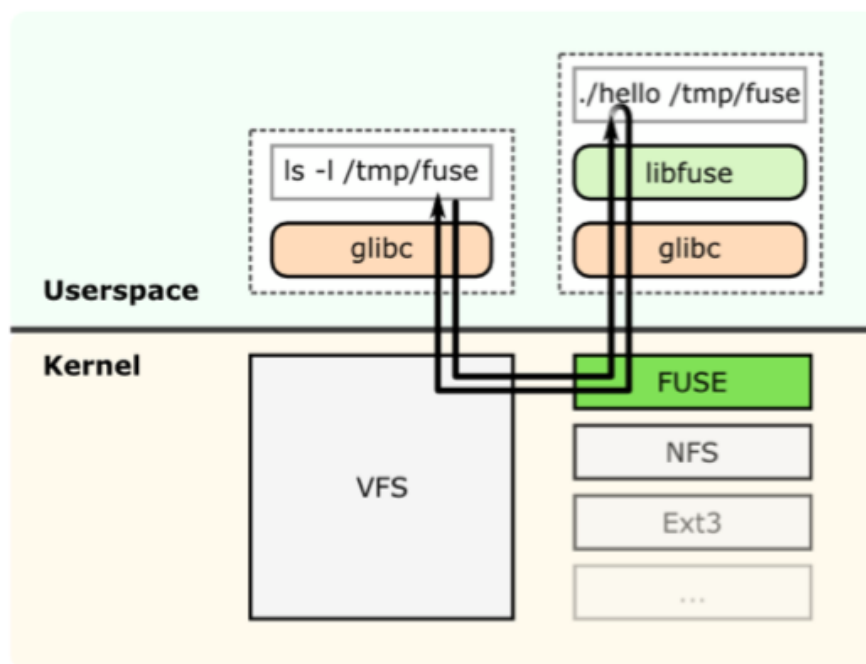 ./hello /tmp/fuse
ls -l /tmp/fuse
libfuse
glibc
glibc
Userspace
Kernel
FUSE
NFS
VFS
Ext3
...